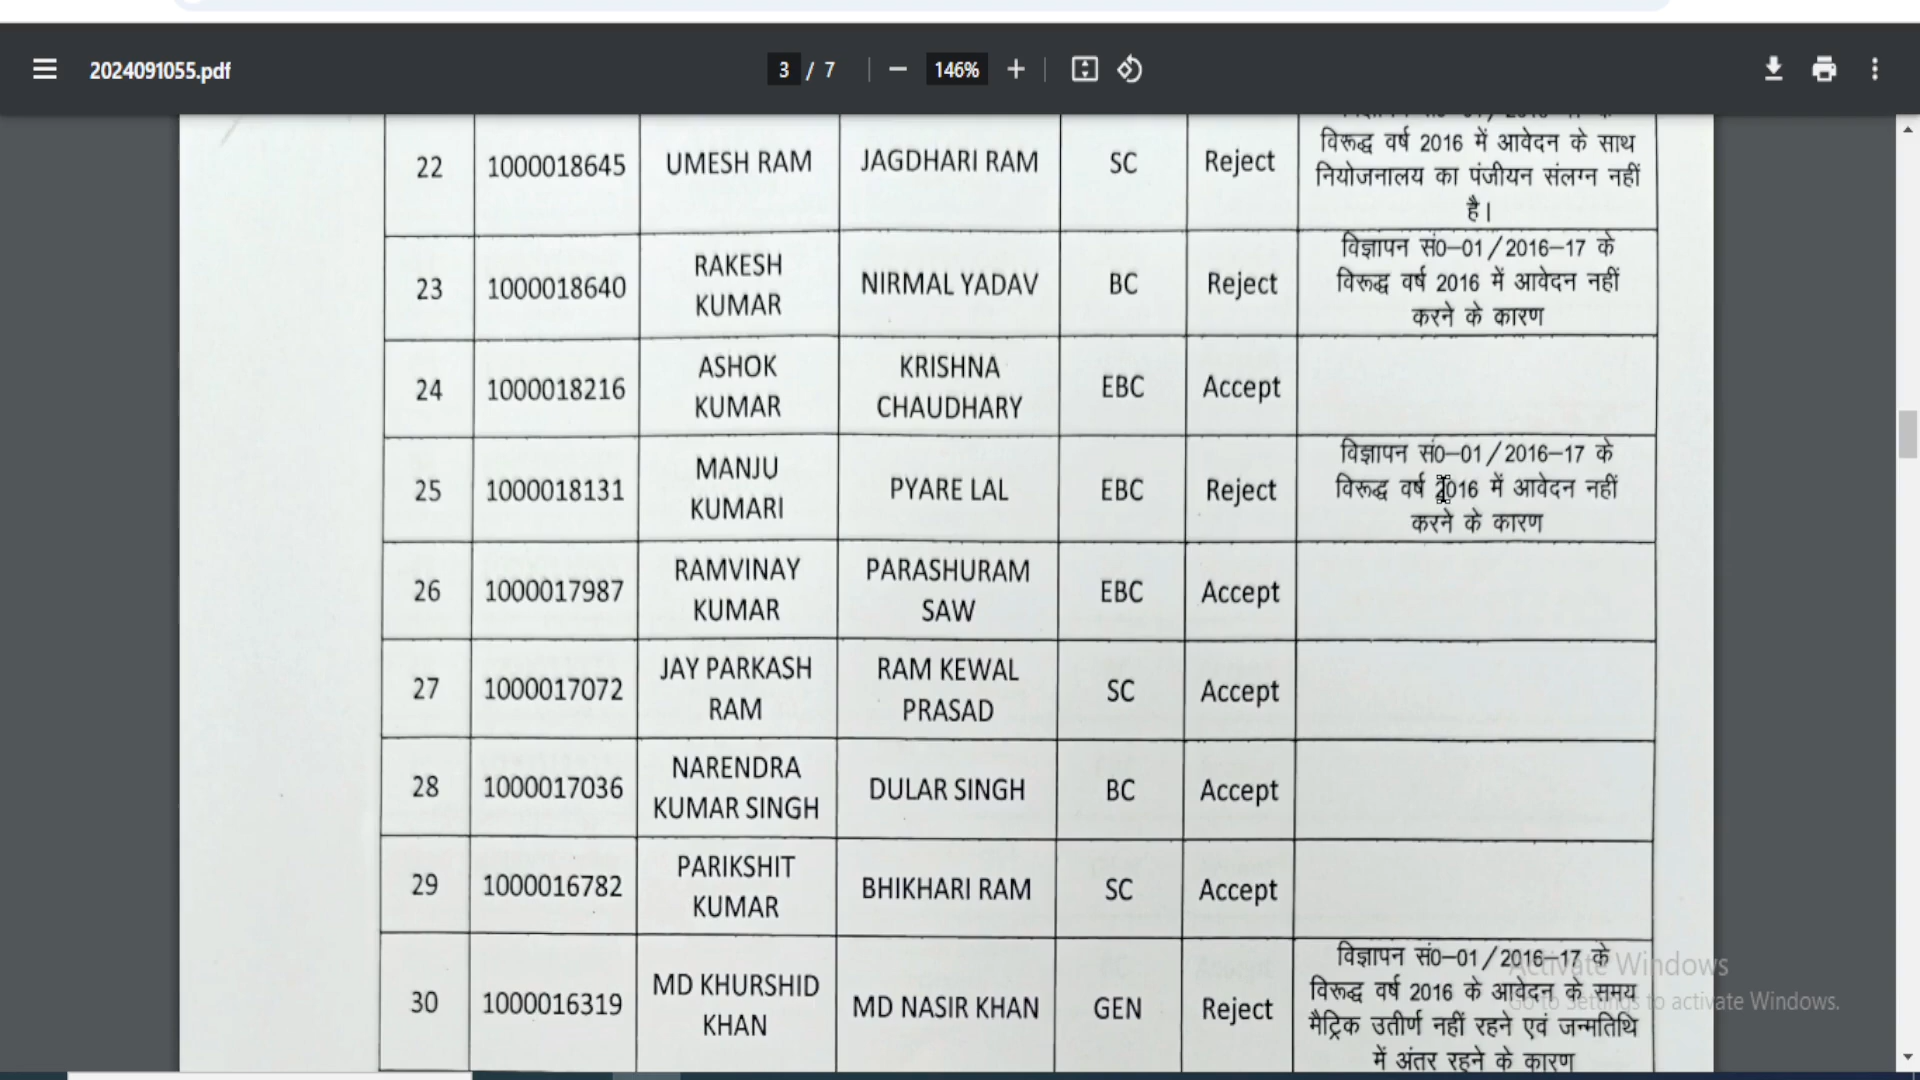 2024091055.pdf
3 / 7
146%
22 1000018645 UMESH RAM JAGDHARI RAM SC Reject
विरूद्ध वर्ष 2016 में आवेदन के साथ
नियोजनालय का पंजीयन संलग्न नहीं
है।
23 1000018640 RAKESH KUMAR NIRMAL YADAV BC Reject
विज्ञापन सं0-01/2016-17 के
विरूद्ध वर्ष 2016 में आवेदन नहीं
करने के कारण
24 1000018216 ASHOK KUMAR KRISHNA CHAUDHARY EBC Accept
25 1000018131 MANJU KUMARI PYARE LAL EBC Reject
विज्ञापन सं0-01/2016-17 के
विरूद्ध वर्ष 2016 में आवेदन नहीं
करने के कारण
26 1000017987 RAMVINAY KUMAR PARASHURAM SAW EBC Accept
27 1000017072 JAY PARKASH RAM RAM KEWAL PRASAD SC Accept
28 1000017036 NARENDRA KUMAR SINGH DULAR SINGH BC Accept
29 1000016782 PARIKSHIT KUMAR BHIKHARI RAM SC Accept
30 1000016319 MD KHURSHID KHAN MD NASIR KHAN GEN Reject
विज्ञापन सं0-01/2016-17 के
विरूद्ध वर्ष 2016 के आवेदन के समय
मैट्रिक उतीर्ण नहीं रहने एवं जन्मतिथि
में अंतर रहने के कारण
Activate Windows
Go to Settings to activate Windows.